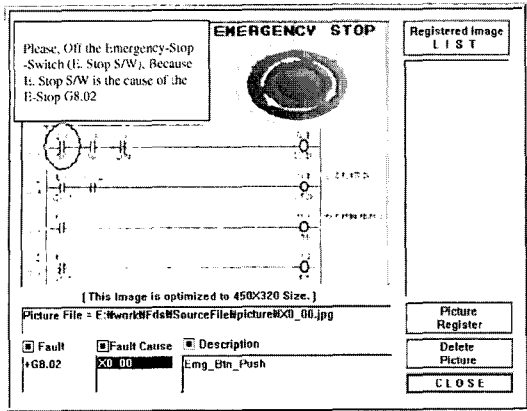 EMERGENCY STOP
Please, Off the Emergency-Stop
-Switch (E. Stop S/W), Because
E. Stop S/W is the cause of the
E-Stop G8.02
Registered Image
LIST
[ This Image is optimized to 450X320 Size. ]
Picture File = E:₩work₩Fds₩SourceFile₩picture₩X0_00.jpg
Picture
Register
Fault
Fault Cause
Description
+G8.02
X0_00
Emg_Btn_Push
Delete
Picture
CLOSE